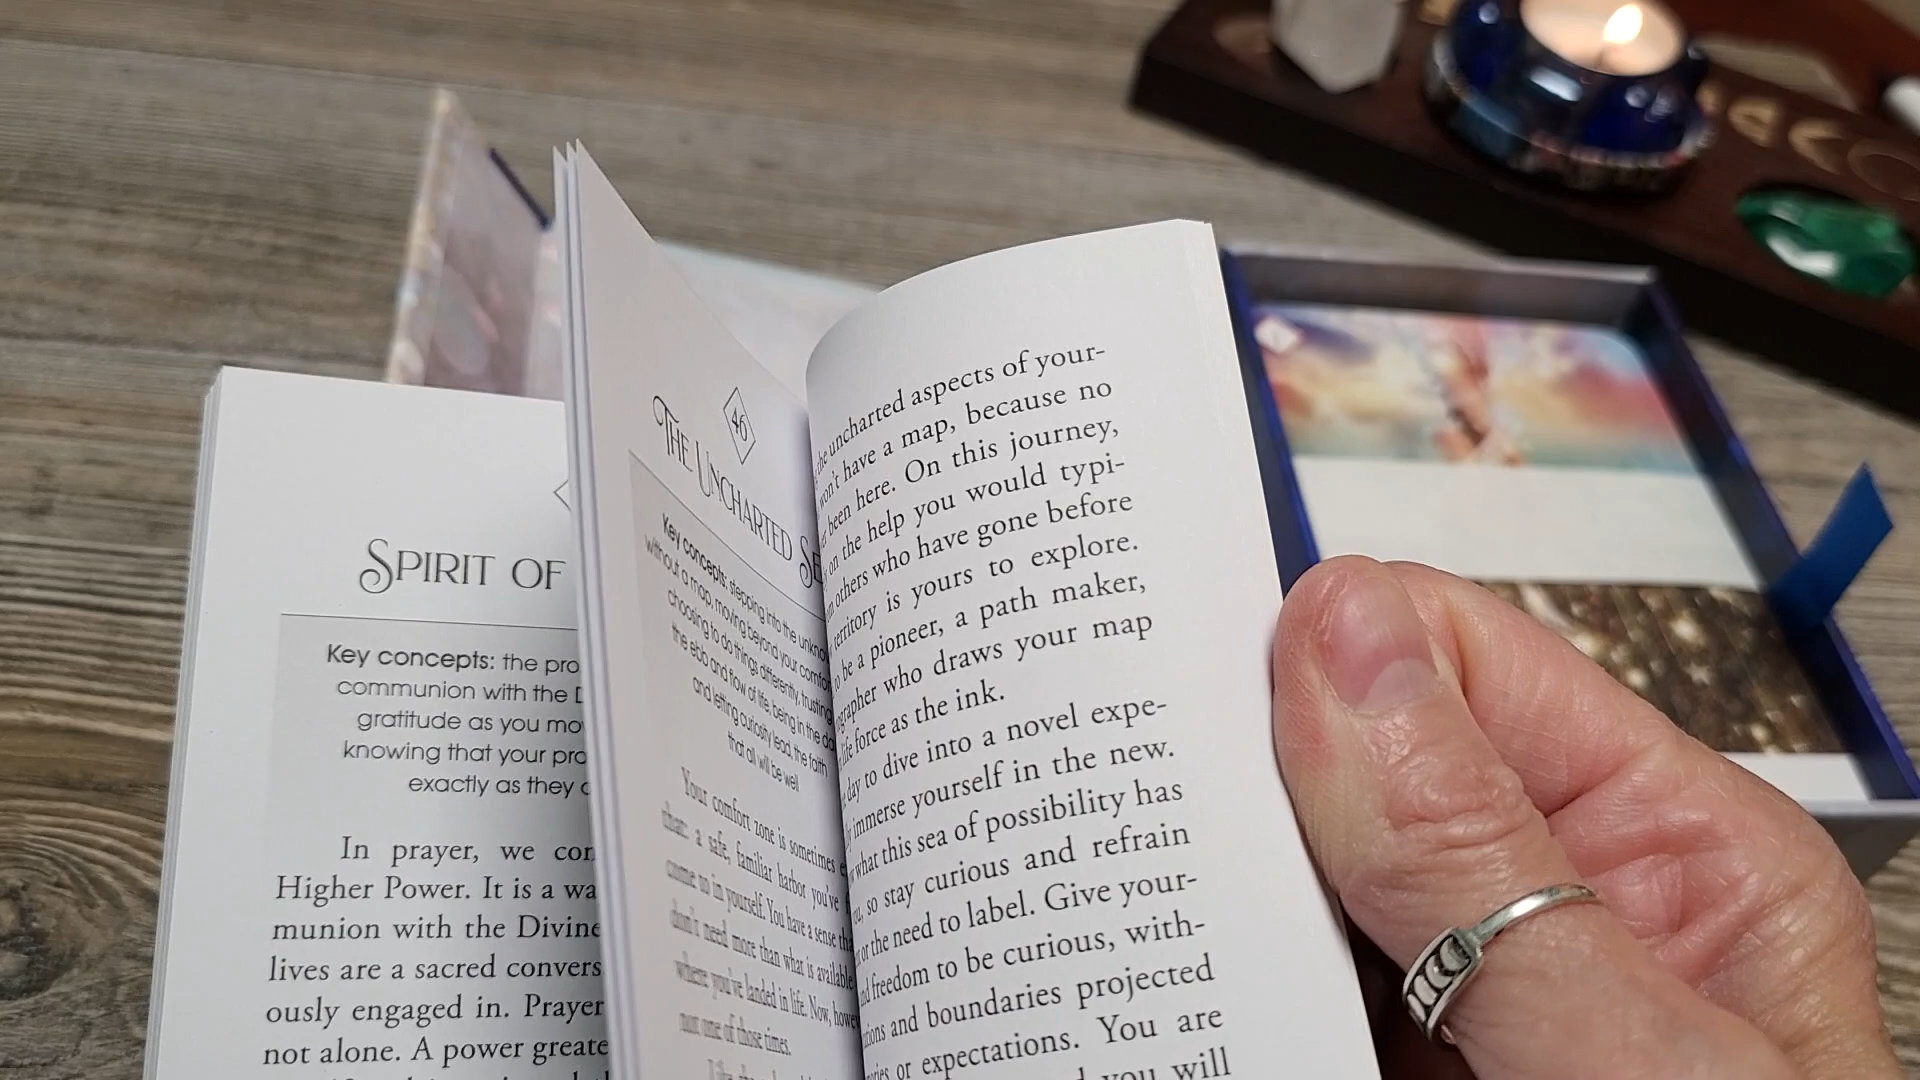 SPIRIT OF
Key concepts: the pro
communion with the D
gratitude as you mo
knowing that your pro
exactly as they
In prayer, we con
Higher Power. It is a wa
munion with the Divine
lives are a sacred convers
ously engaged in. Prayer
not alone. A power greate
46
THE UNCHARTED SE
Key concepts: stepping into the unkno
without a map, moving beyond your comfor
choosing to do things differently, trusting
the ebb and flow of life, being in the da
and letting curiosity lead, the faith
that all will be well
Your comfort zone is sometimes
that: a safe, familiar harbor you've
come to in yourself. You have a sense tha
don't need more than what is available
where you've landed in life. Now, howe
not one of those times.
the uncharted aspects of your-
won't have a map, because no
been here. On this journey,
on the help you would typi-
others who have gone before
territory is yours to explore.
be a pioneer, a path maker,
grapher who draws your map
life force as the ink.
day to dive into a novel expe-
immerse yourself in the new.
what this sea of possibility has
so stay curious and refrain
or the need to label. Give your-
freedom to be curious, with-
and boundaries projected
or expectations. You are
you will